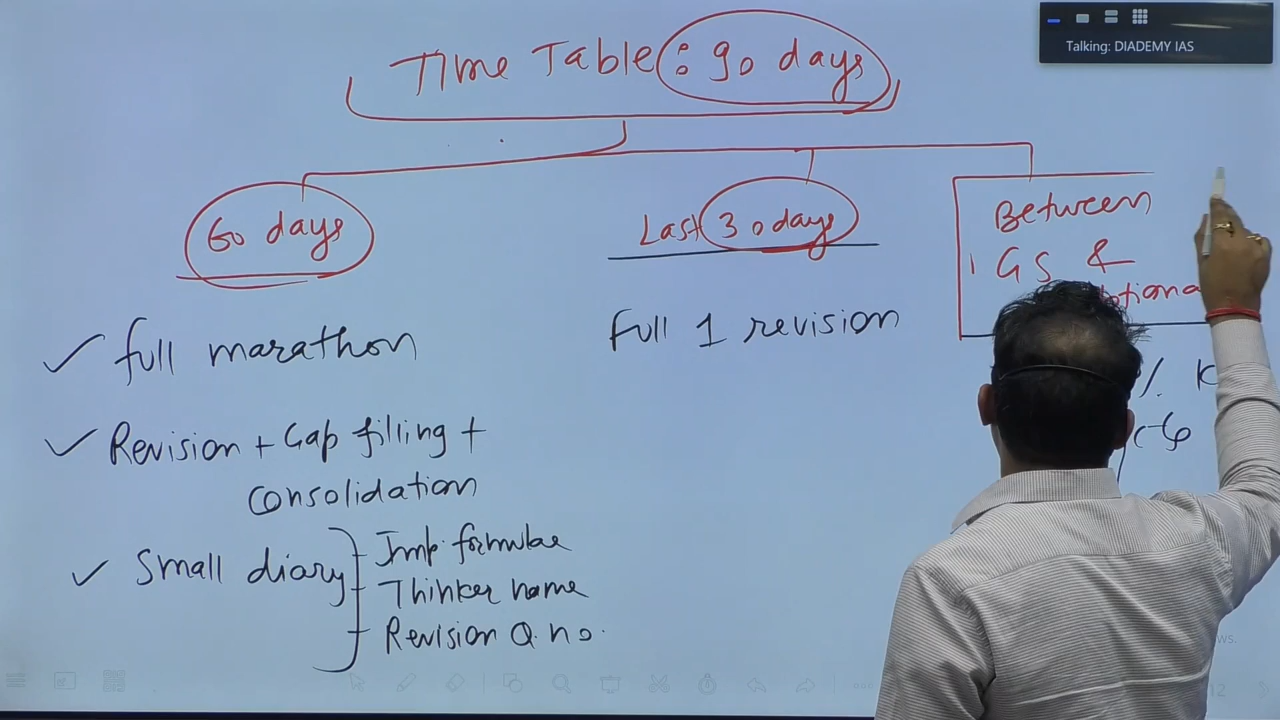 Talking: DIADEMY IAS
Time Table : 90 days
60 days
Last 30 days
Between
GS &
full marathon
Full 1 revision
Revision + Gap filling +
Consolidation
Small diary
Imp. formulae
Thinker name
Revision Q. no.
12